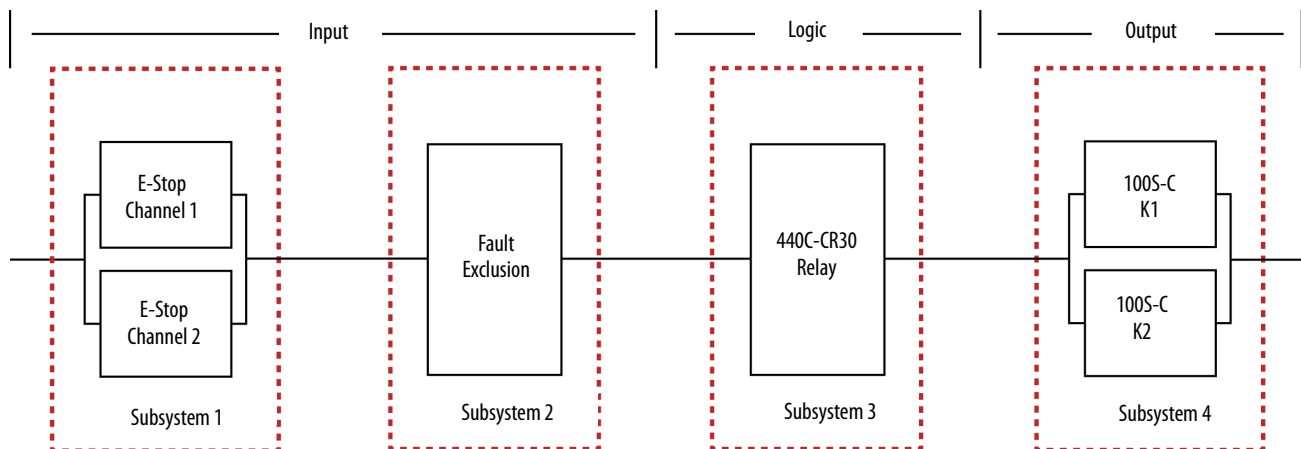 Input
Logic
Output
E-Stop
Channel 1
E-Stop
Channel 2
Subsystem 1
Fault
Exclusion
Subsystem 2
440C-CR30
Relay
Subsystem 3
100S-C
K1
100S-C
K2
Subsystem 4